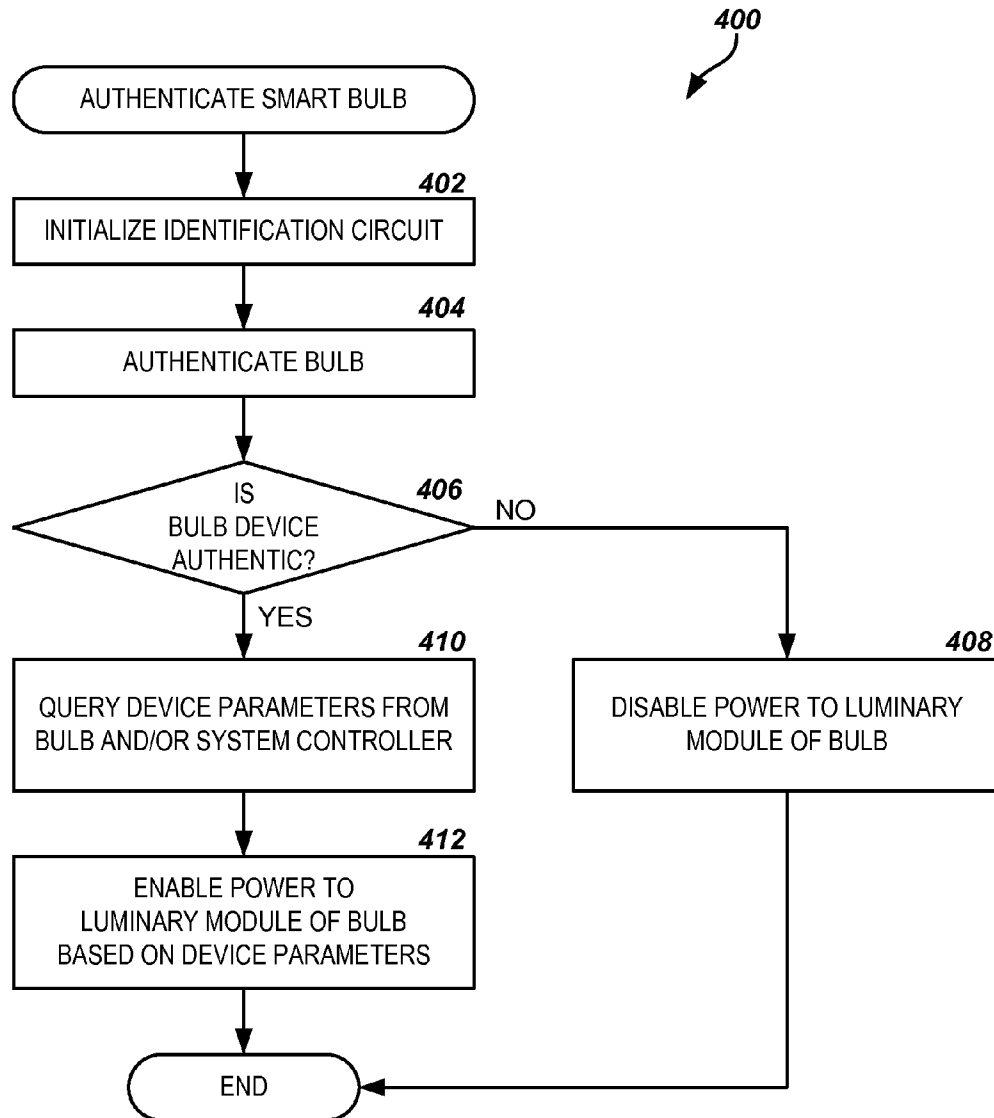 400
AUTHENTICATE SMART BULB
402
INITIALIZE IDENTIFICATION CIRCUIT
404
AUTHENTICATE BULB
406
IS
BULB DEVICE
AUTHENTIC?
NO
YES
410
QUERY DEVICE PARAMETERS FROM
BULB AND/OR SYSTEM CONTROLLER
408
DISABLE POWER TO LUMINARY
MODULE OF BULB
412
ENABLE POWER TO
LUMINARY MODULE OF BULB
BASED ON DEVICE PARAMETERS
END